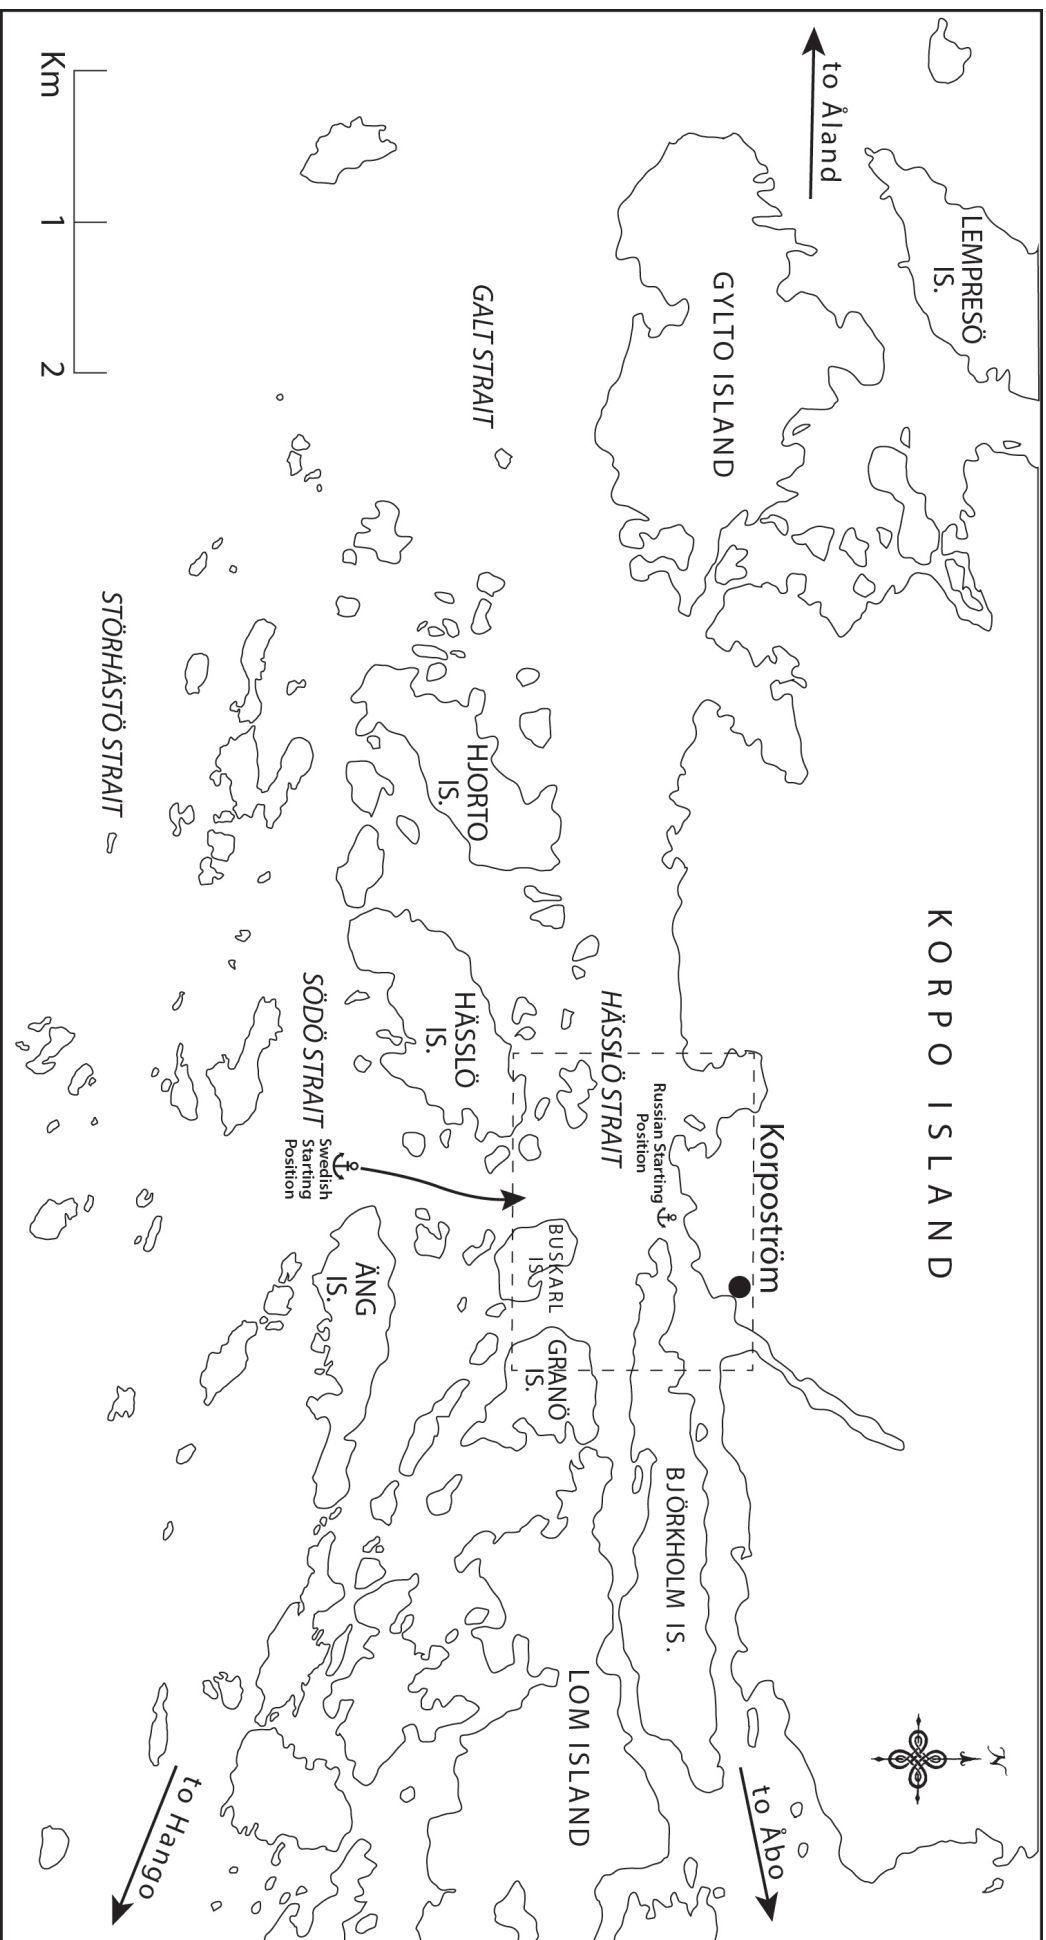 to Åland
LEMPRESÖ
IS.
GYLTO ISLAND
GALT STRAIT
Km
1
2
STÖRHÄSTÖ STRAIT
HJORTO
IS.
KORPO ISLAND
HÄSSLÖ
IS.
HÄSSLÖ STRAIT
SÖDÖ STRAIT
Russian Starting
Position
Korpoström
Swedish
Starting
Position
BUSKARL
IS.
ÄNG
IS.
GRANÖ
IS.
BJÖRKHOLM IS.
LOM ISLAND
N
to Åbo
to Hango